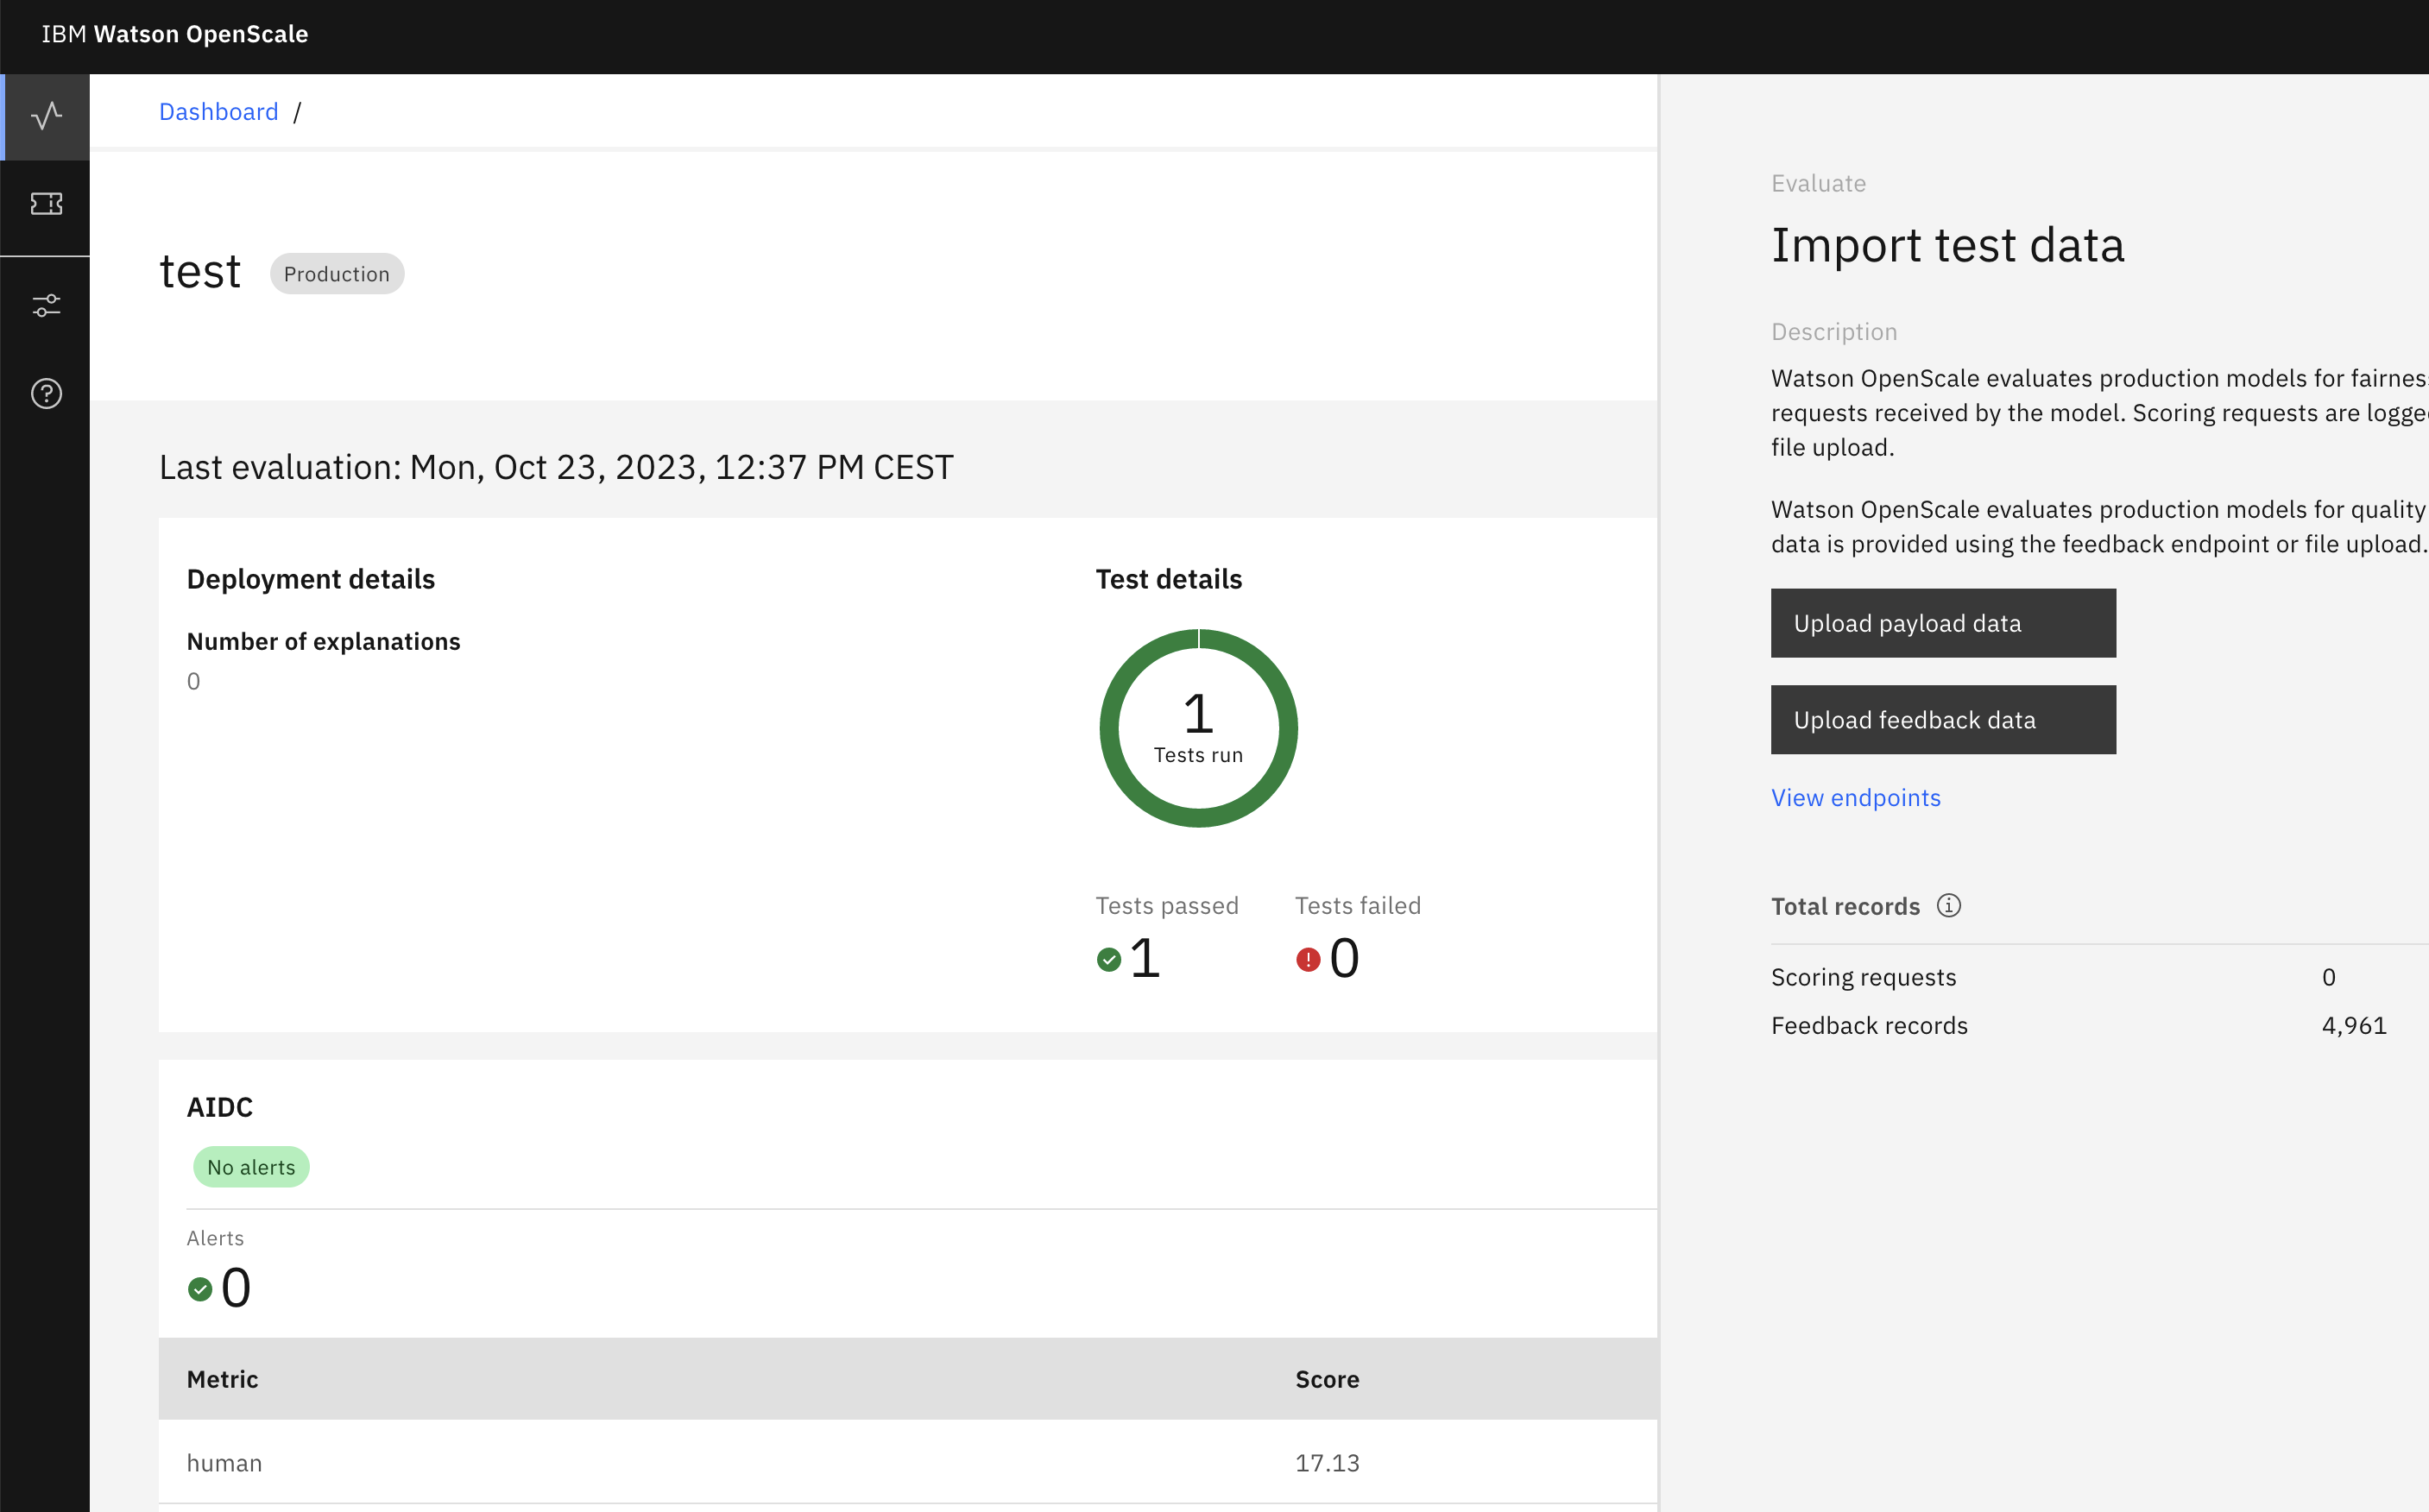 IBM Watson OpenScale
Dashboard /
test Production
Last evaluation: Mon, Oct 23, 2023, 12:37 PM CEST
Deployment details
Number of explanations
0
Test details
1
Tests run
Tests passed Tests failed
1 0
AIDC
No alerts
Alerts
0
Metric Score
human 17.13
Evaluate
Import test data
Description
Watson OpenScale evaluates production models for fairness
requests received by the model. Scoring requests are logged
file upload.
Watson OpenScale evaluates production models for quality
data is provided using the feedback endpoint or file upload.
Upload payload data
Upload feedback data
View endpoints
Total records
Scoring requests 0
Feedback records 4,961